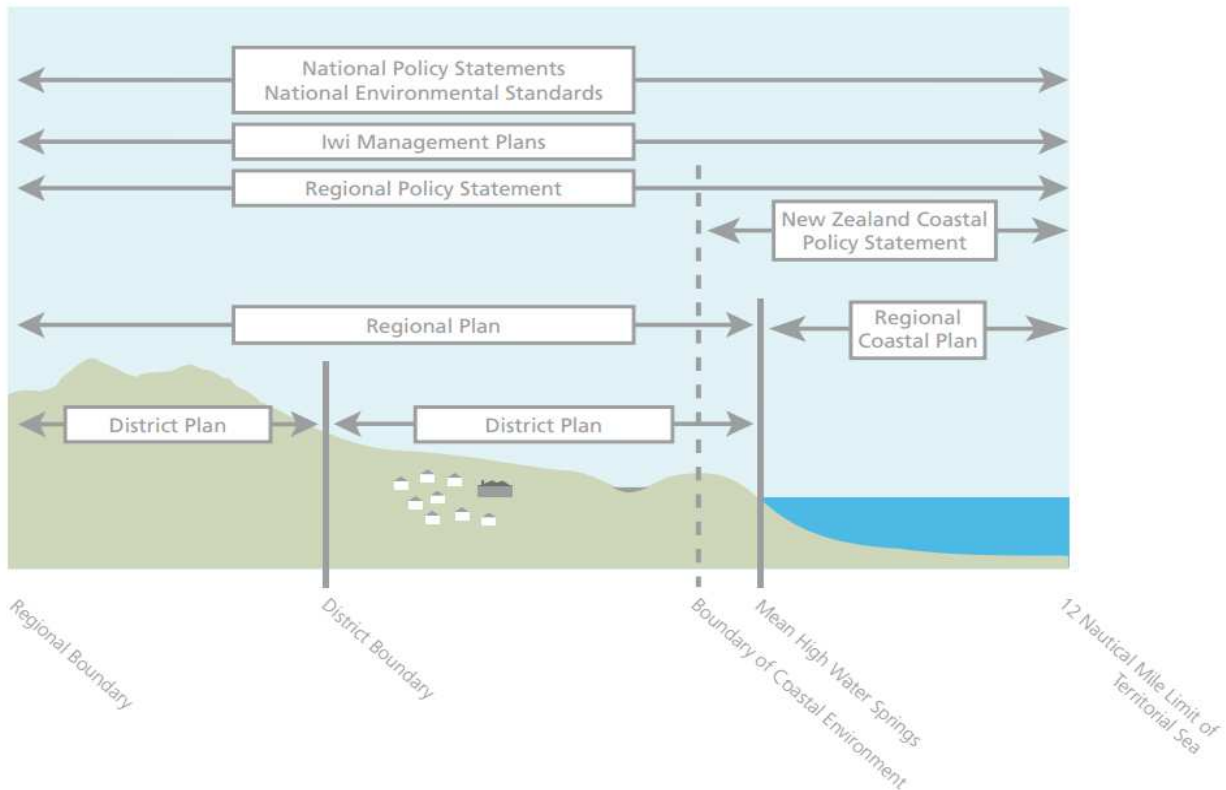 National Policy Statements
National Environmental Standards
Iwi Management Plans
Regional Policy Statement
New Zealand Coastal
Policy Statement
Regional Plan
Regional
Coastal Plan
District Plan
District Plan
Regional Boundary
District Boundary
Boundary of Coastal Environment
Mean High Water Springs
12 Nautical Mile Limit of
Territorial Sea